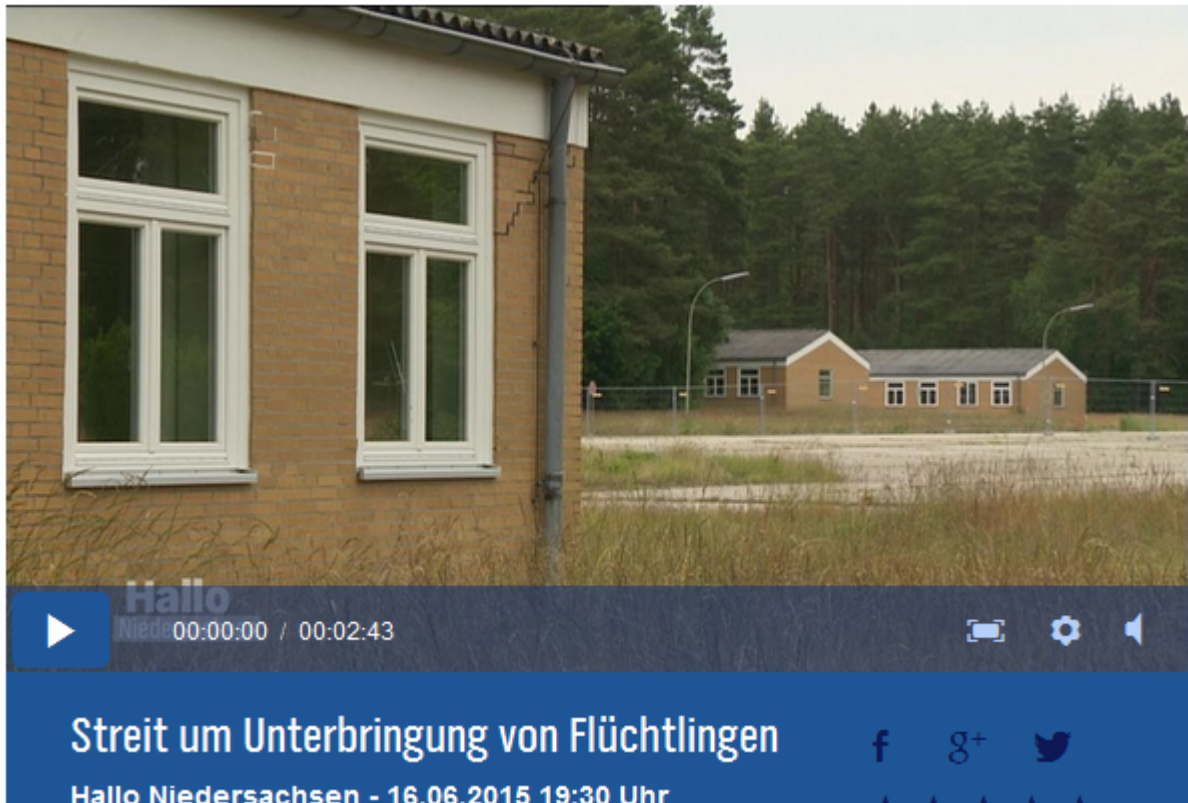 Hallo
Niede
00:00:00 / 00:02:43
Streit um Unterbringung von Flüchtlingen
f g+
Hallo Niedersachsen - 16.06.2015 19:30 Uhr